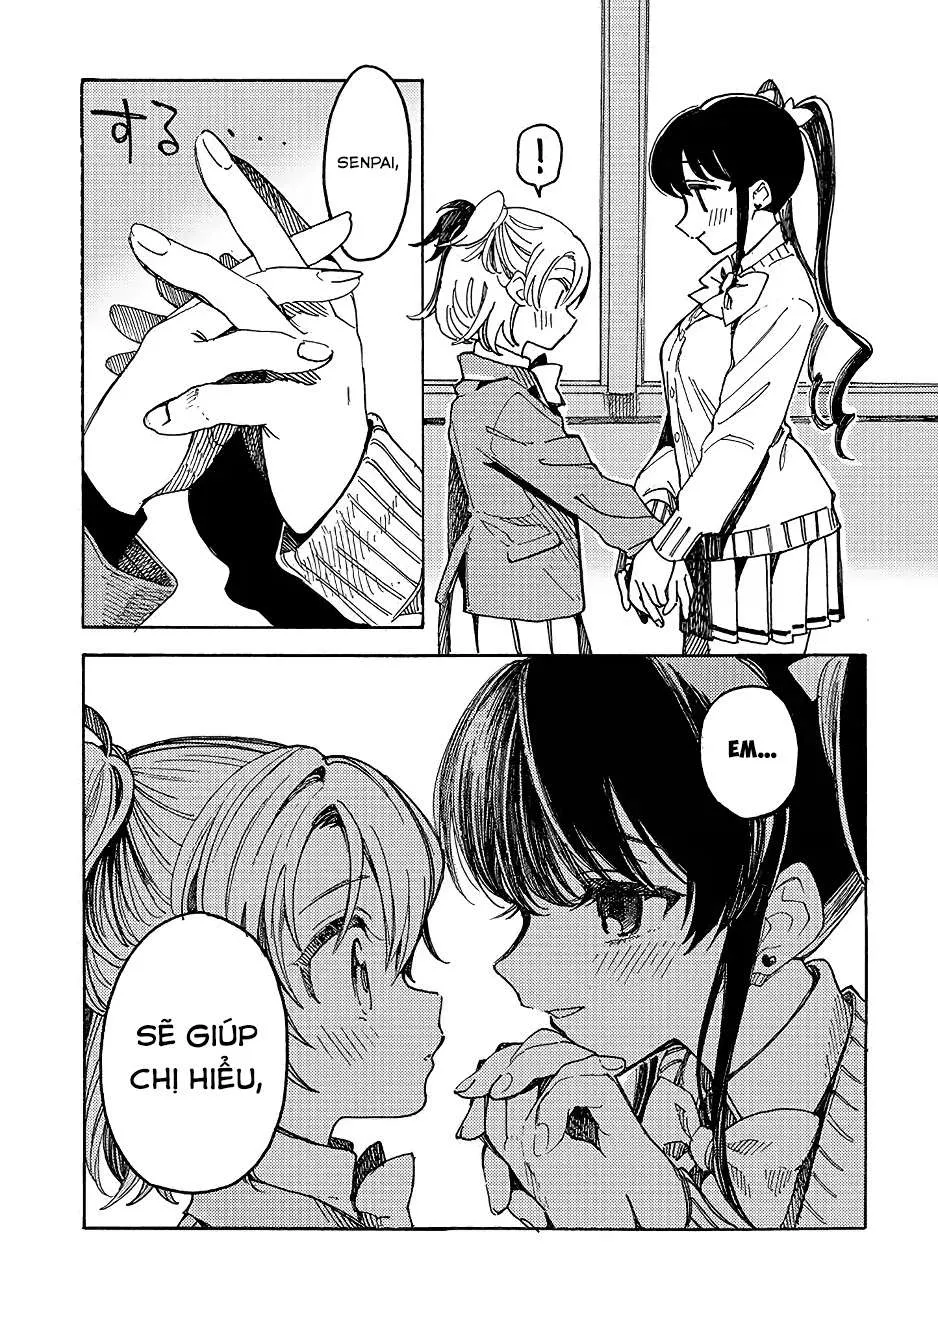 SENPAI,
する...
!
EM...
SẼ GIÚP
CHỊ HIỂU,